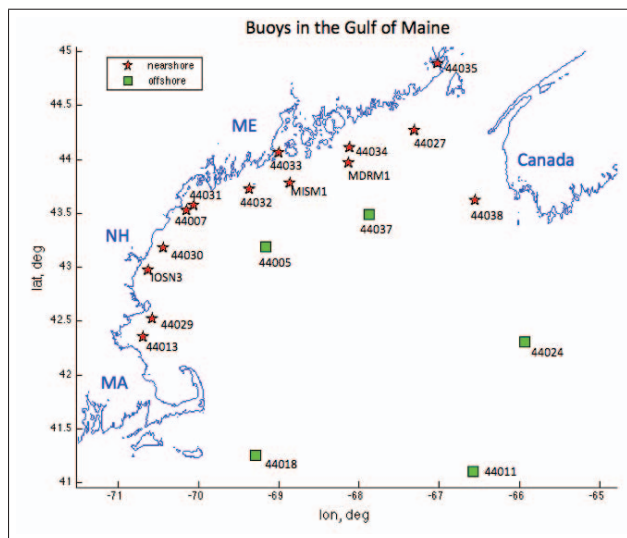 Buoys in the Gulf of Maine
45
nearshore
offshore
44035
44.5
ME
44034
44027
44
44033
MDRM1
Canada
44031
MISM1
44032
43.5
44007
44038
44037
NH
44030
44005
43
IOSN3
lat, deg
42.5
44029
44013
44024
42
MA
41.5
44018
44011
41
-71 -70 -69 -68 -67 -66 -65
lon, deg